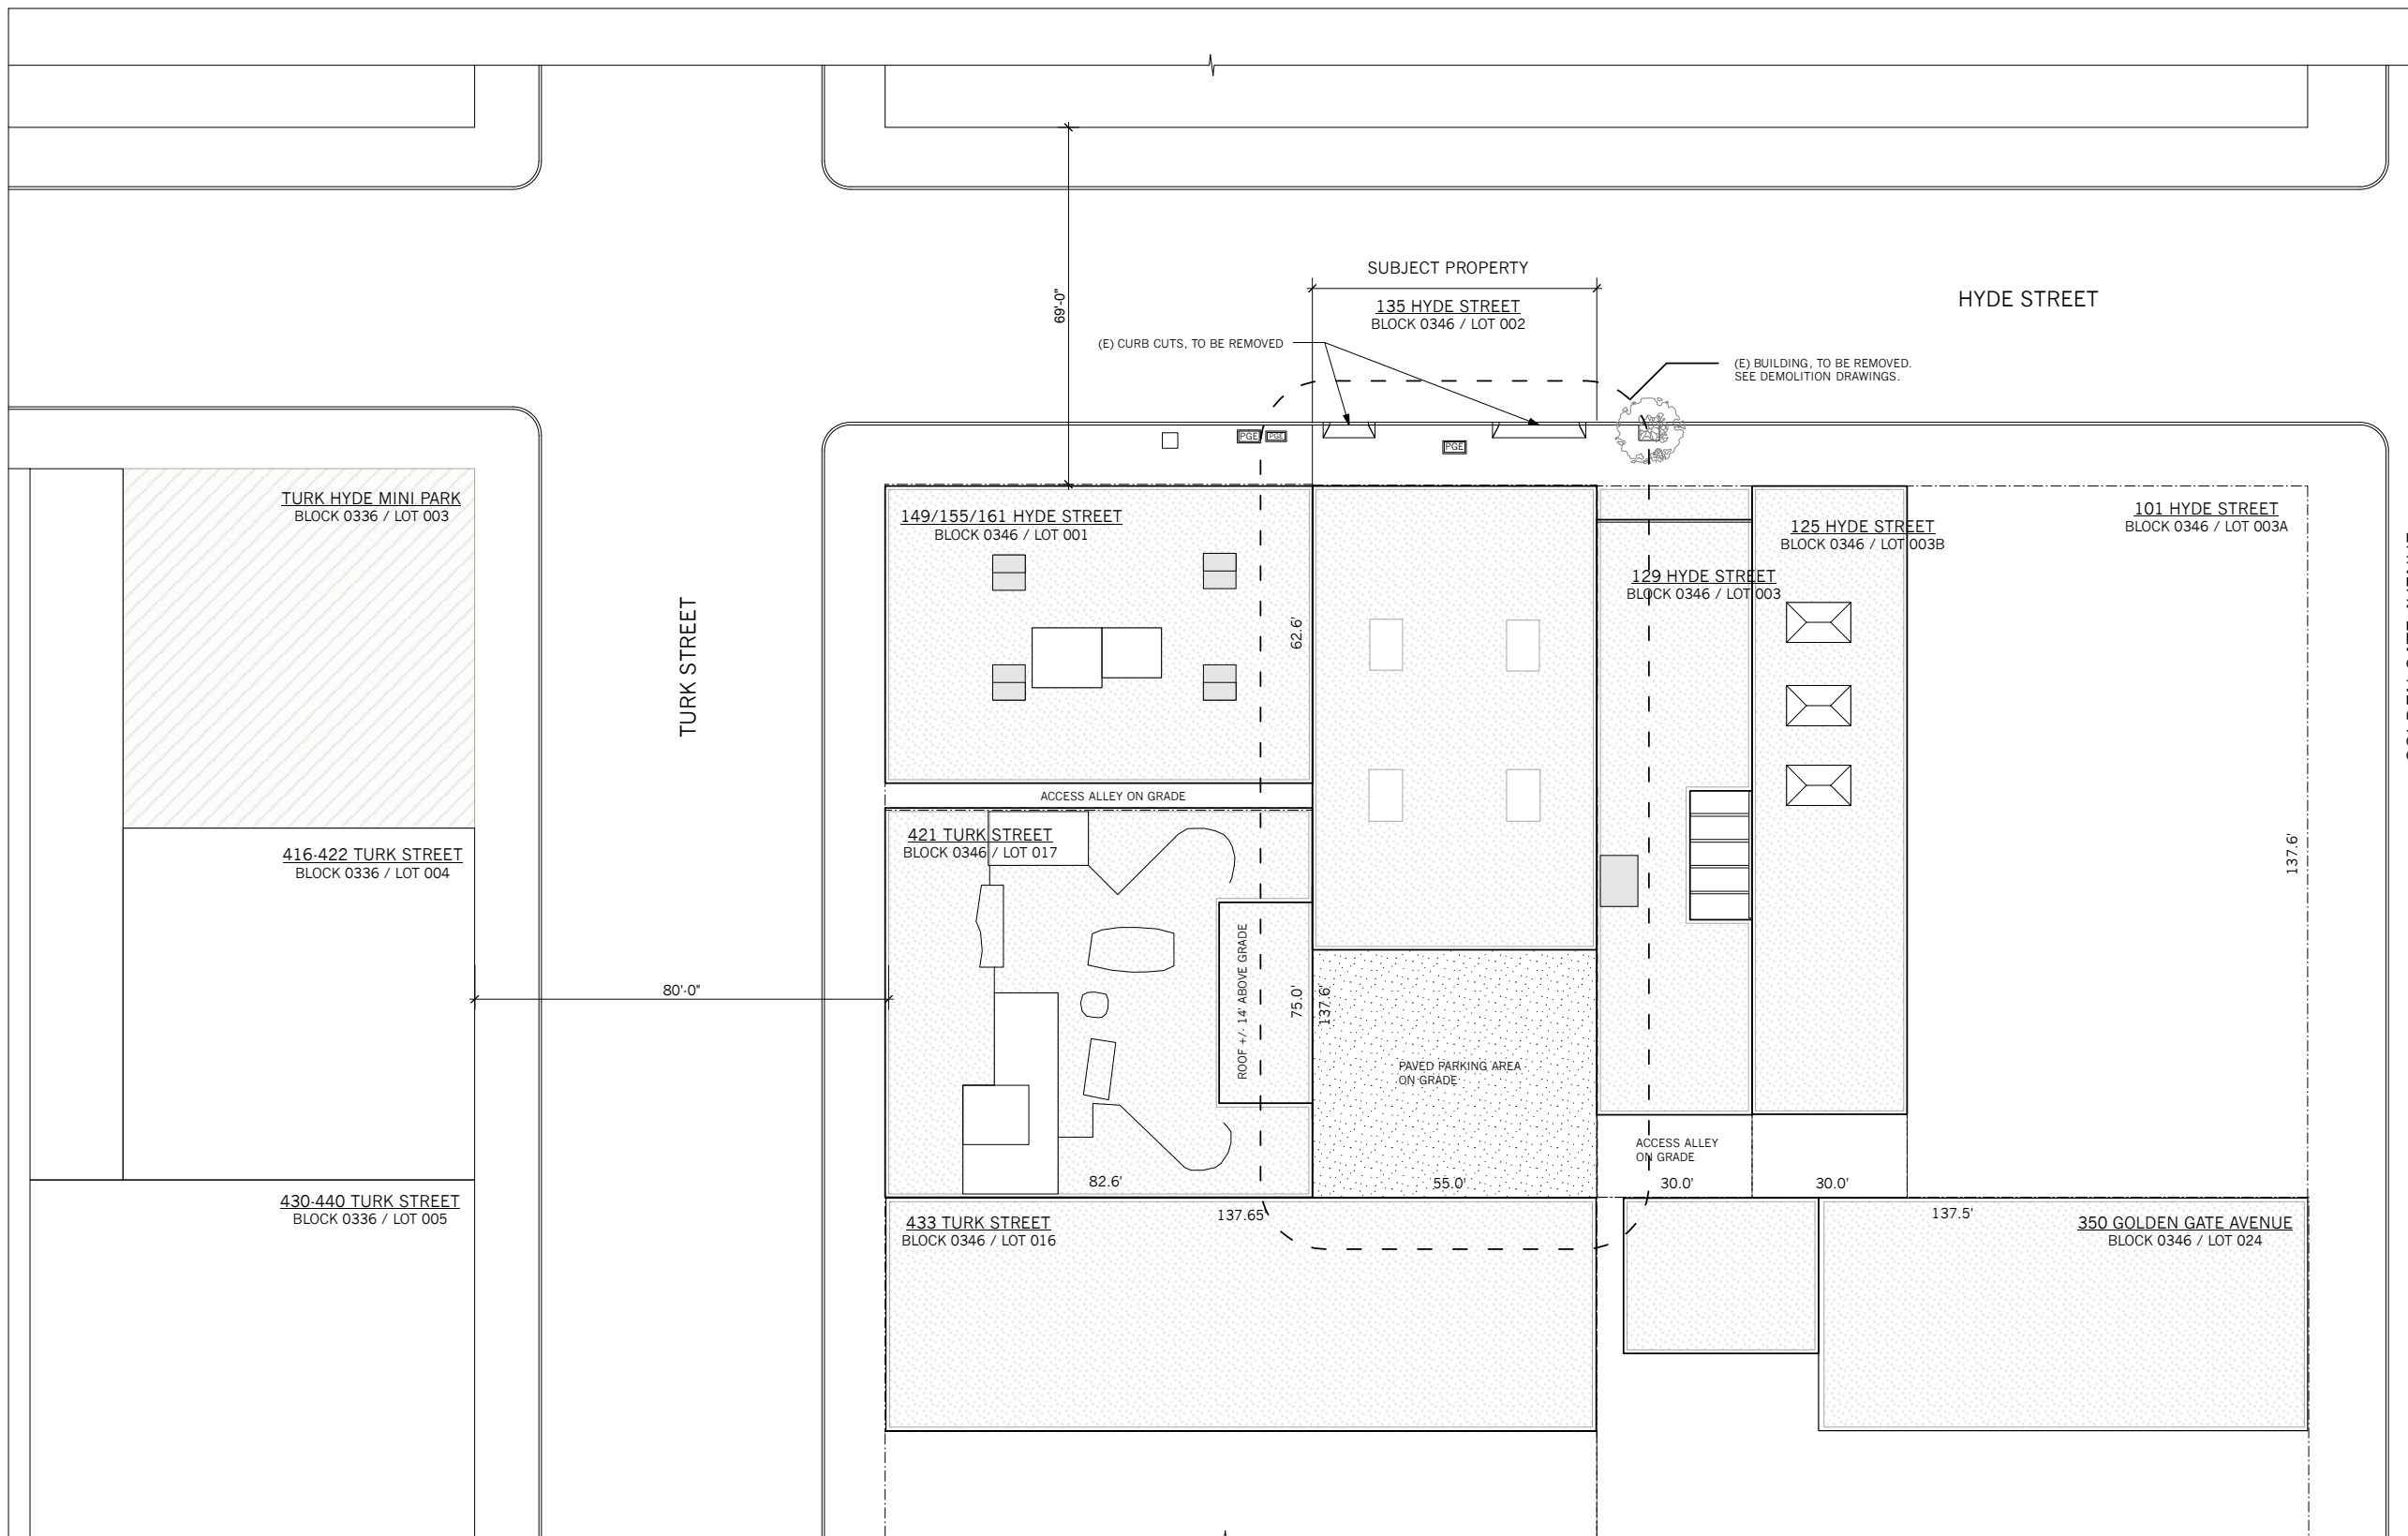 SUBJECT PROPERTY
135 HYDE STREET
BLOCK 0346 / LOT 002
HYDE STREET
69'-0"
(E) CURB CUTS, TO BE REMOVED
(E) BUILDING, TO BE REMOVED.
SEE DEMOLITION DRAWINGS.
PGE
PGE
PGE
TURK HYDE MINI PARK
BLOCK 0336 / LOT 003
149/155/161 HYDE STREET
BLOCK 0346 / LOT 001
125 HYDE STREET
BLOCK 0346 / LOT 003B
101 HYDE STREET
BLOCK 0346 / LOT 003A
129 HYDE STREET
BLOCK 0346 / LOT 003
TURK STREET
62.6'
ACCESS ALLEY ON GRADE
421 TURK STREET
BLOCK 0346 / LOT 017
416-422 TURK STREET
BLOCK 0336 / LOT 004
137.6'
80'-0"
ROOF +/- 14' ABOVE GRADE
75.0'
137.6'
PAVED PARKING AREA
ON GRADE
ACCESS ALLEY
ON GRADE
82.6'
55.0'
30.0'
30.0'
430-440 TURK STREET
BLOCK 0336 / LOT 005
433 TURK STREET
BLOCK 0346 / LOT 016
137.65'
137.5'
350 GOLDEN GATE AVENUE
BLOCK 0346 / LOT 024